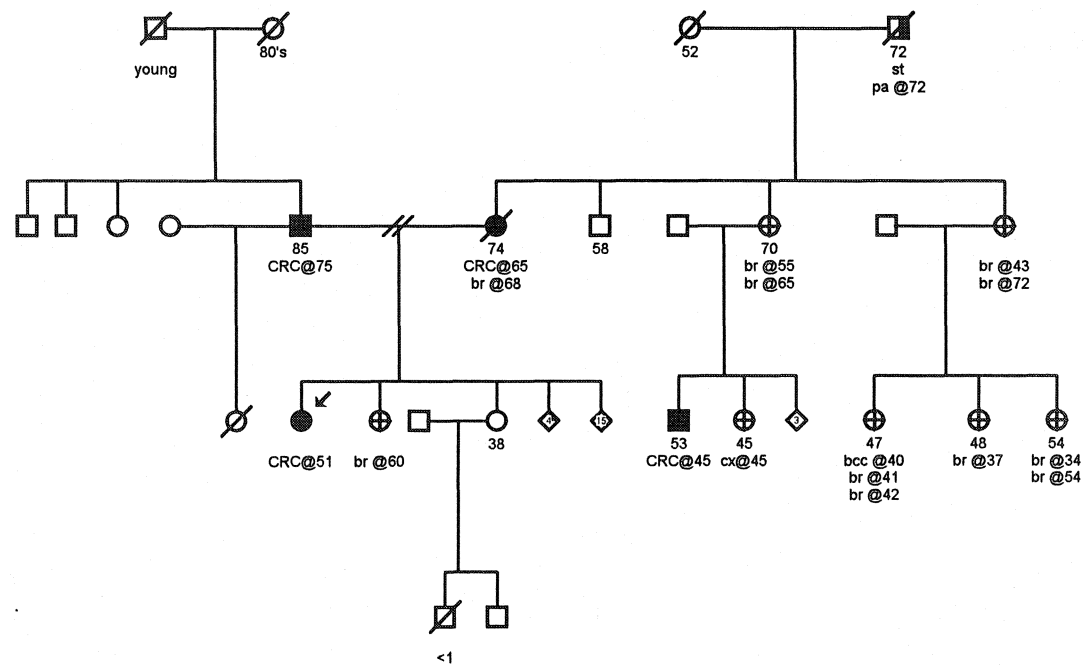 young
80's
52
72
st
pa @72
85
CRC@75
74
CRC@65
br @68
58
70
br @55
br @65
br @43
br @72
4
15
3
CRC@51
br @60
38
53
CRC@45
45
cx@45
47
bcc @40
br @41
br @42
48
br @37
54
br @34
br @54
<1